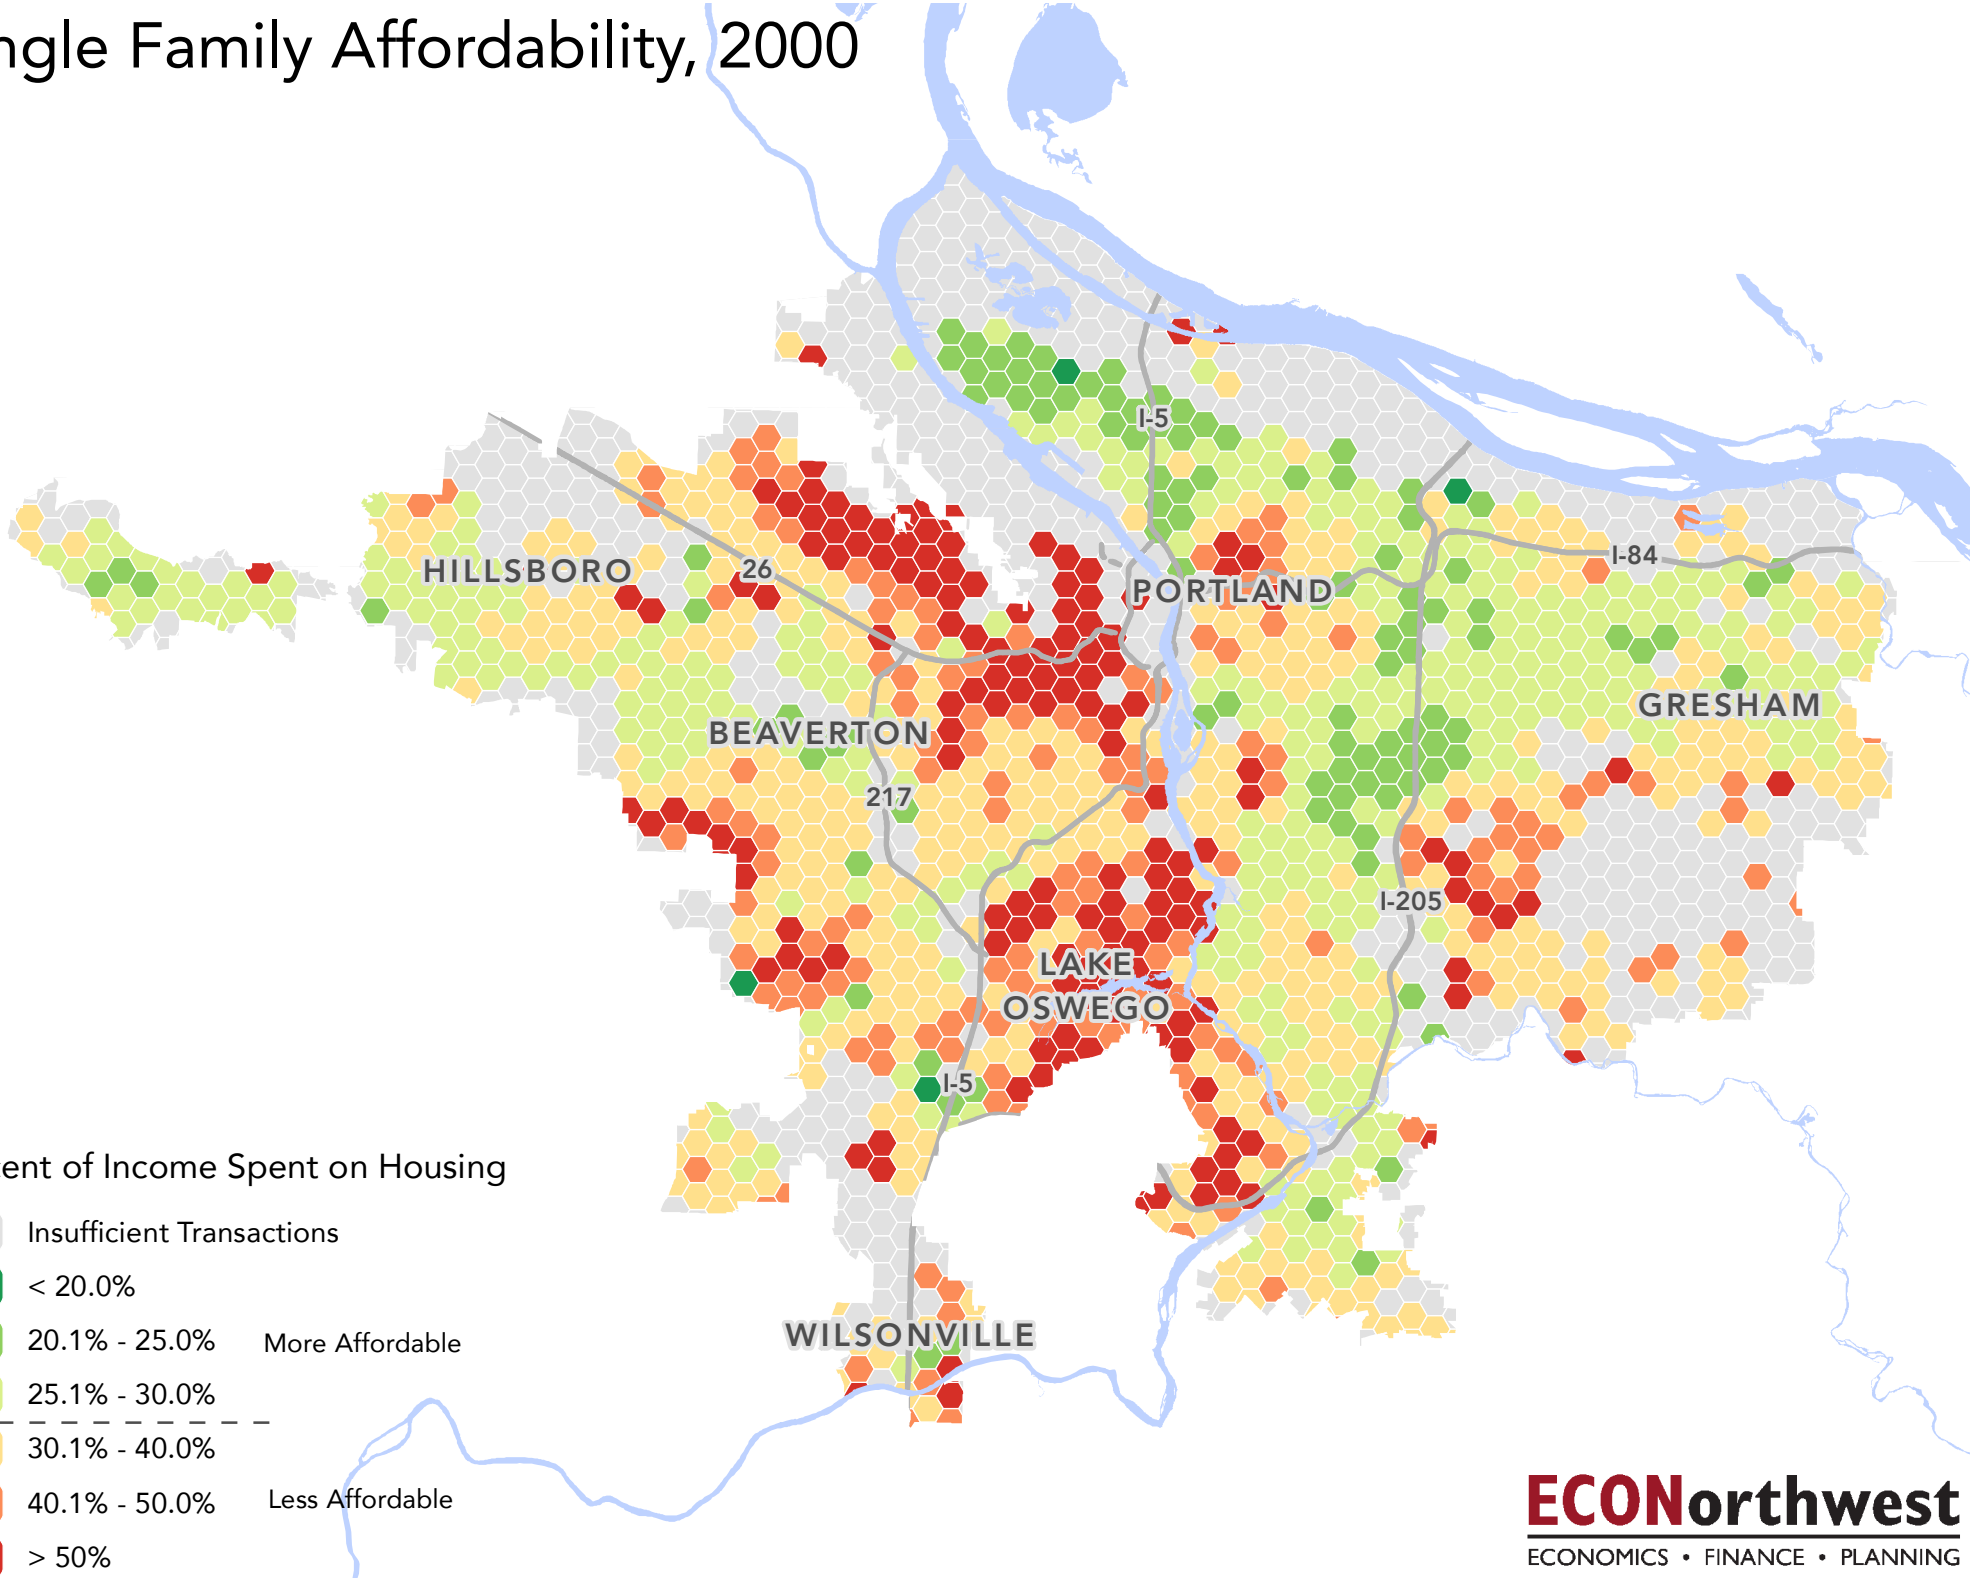 ngle Family Affordability, 2000
I-5
I-84
HILLSBORO
26
PORTLAND
GRESHAM
BEAVERTON
217
I-205
LAKE
OSWEGO
I-5
WILSONVILLE
cent of Income Spent on Housing
Insufficient Transactions
< 20.0%
20.1% - 25.0%
More Affordable
25.1% - 30.0%
30.1% - 40.0%
40.1% - 50.0%
Less Affordable
> 50%
ECONorthwest
ECONOMICS • FINANCE • PLANNING